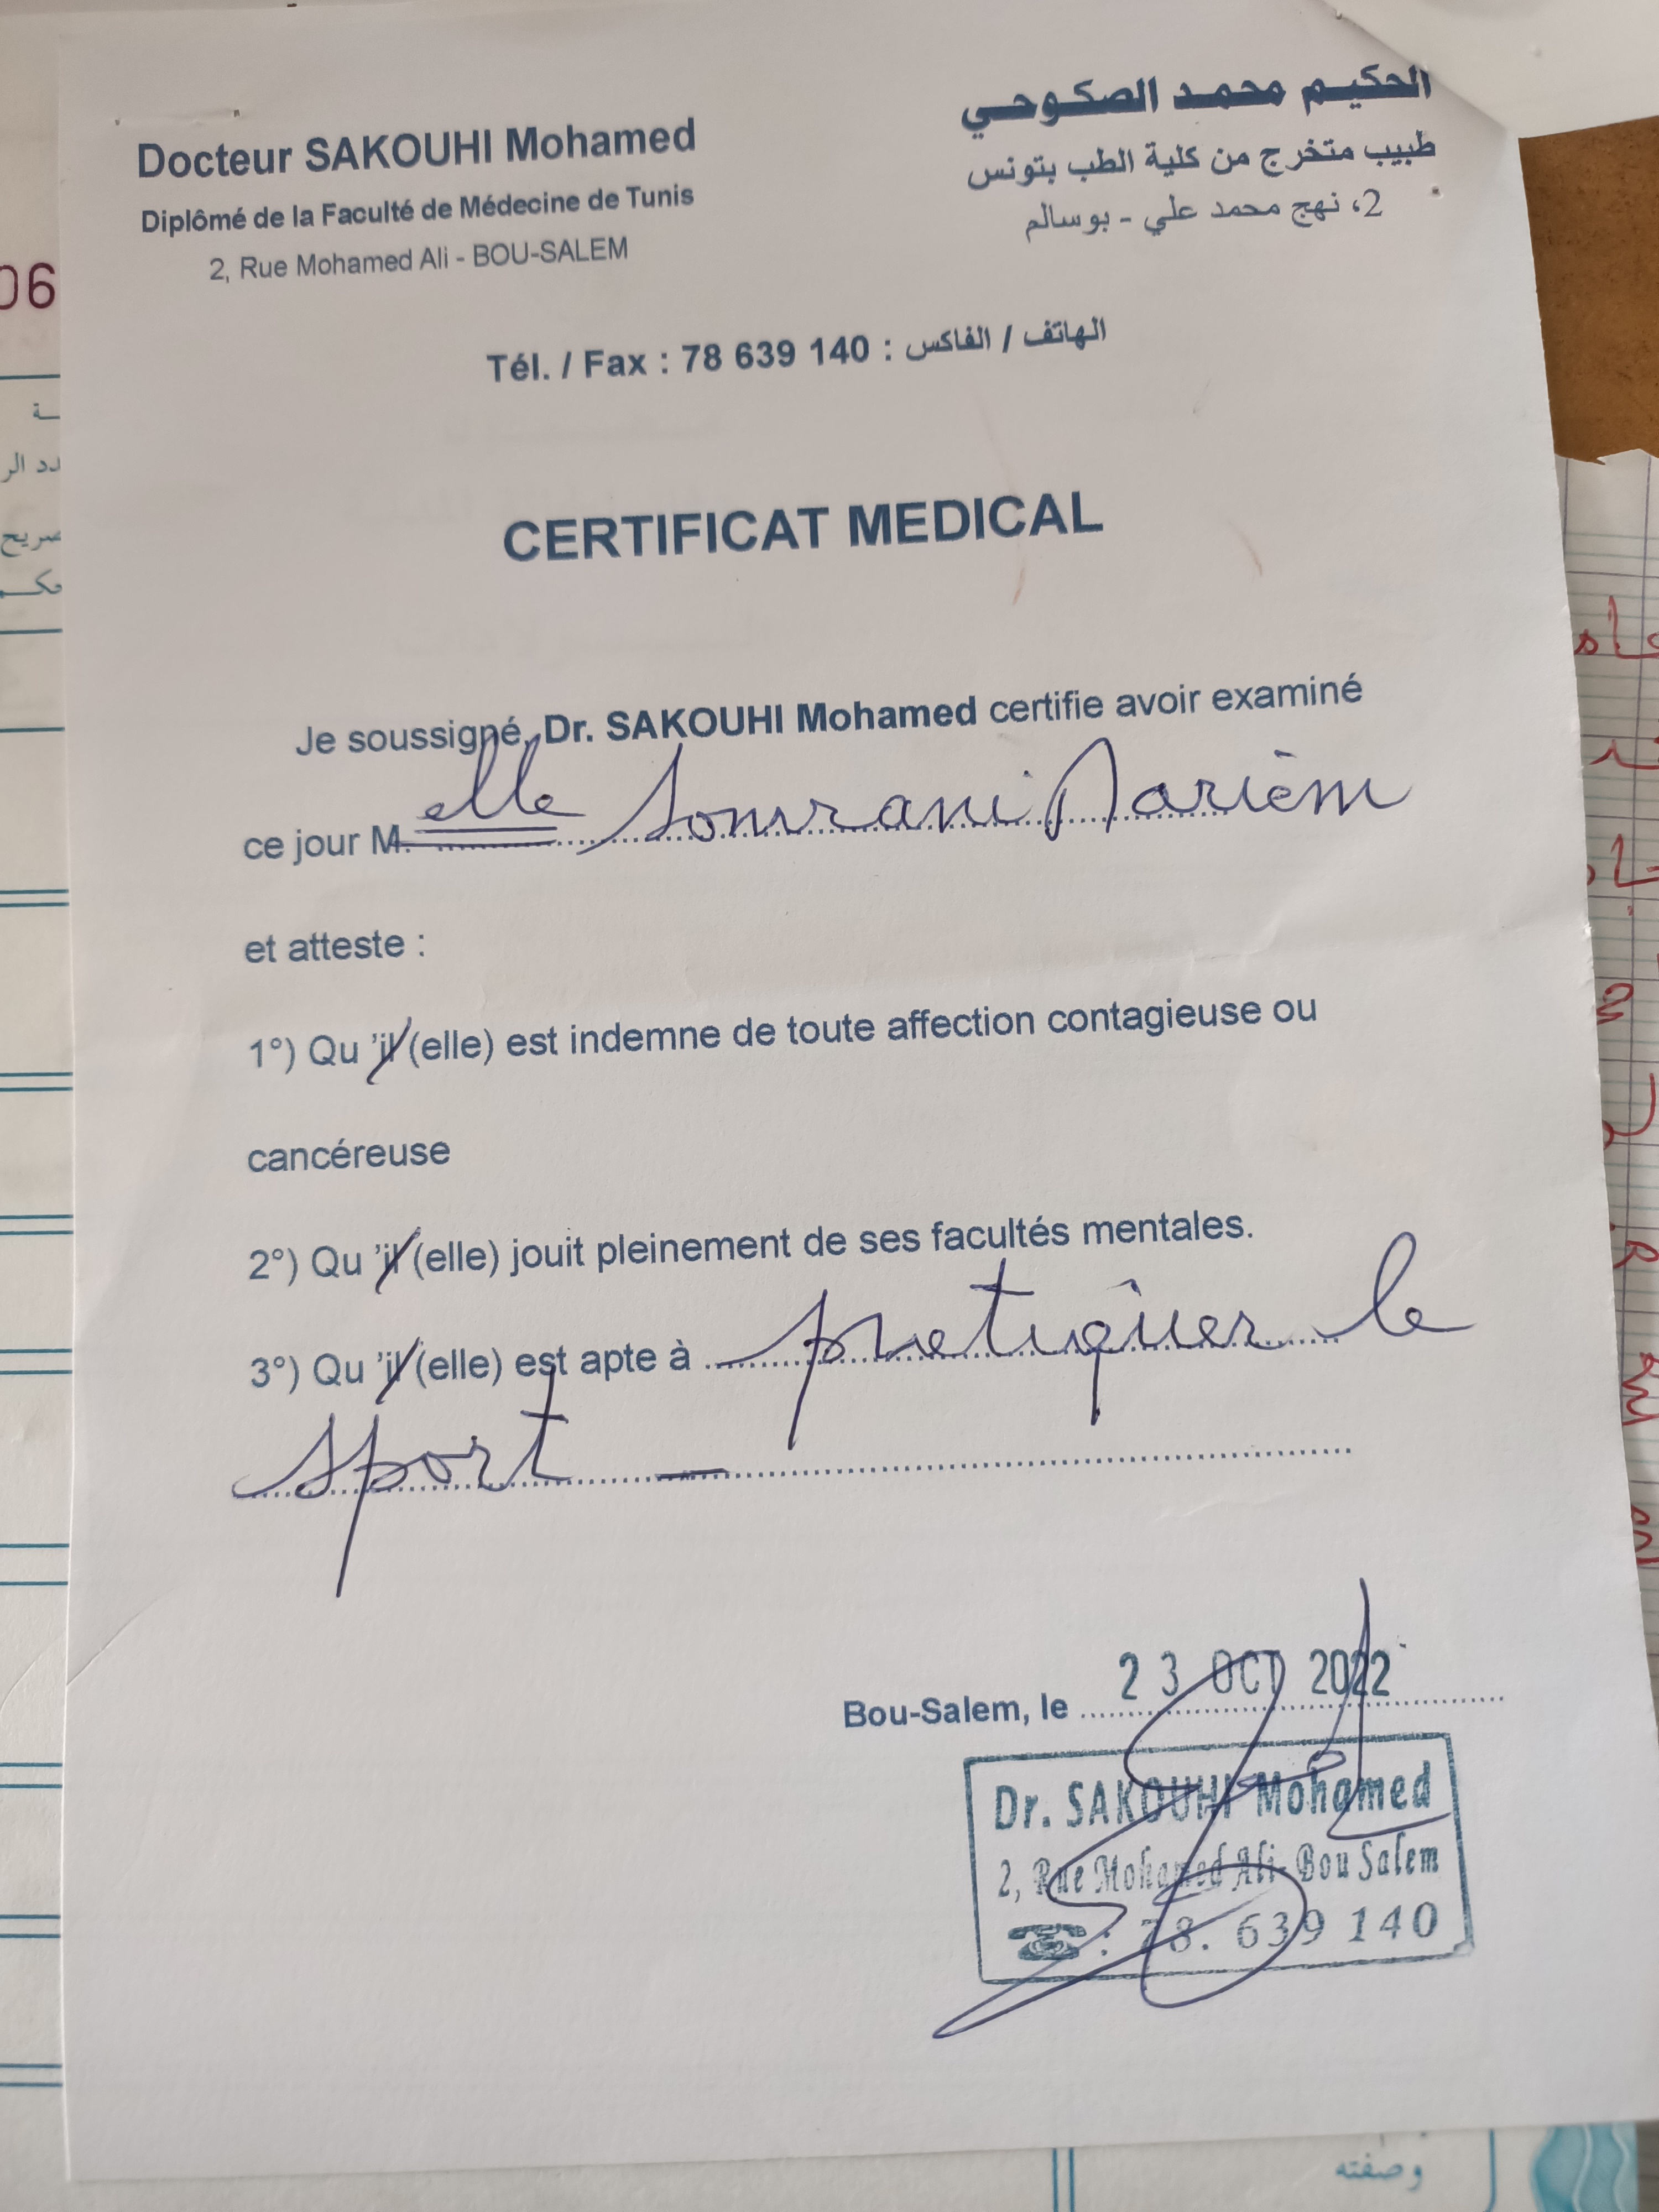 Docteur SAKOUHI Mohamed
Diplômé de la Faculté de Médecine de Tunis
2, Rue Mohamed Ali - BOU-SALEM
الحكيم محمد الصكوحي
طبيب متخرج من كلية الطب بتونس
2، نهج محمد علي - بوسالم
Tél. / Fax : 78 639 140 : الهاتف / الفاكس
CERTIFICAT MEDICAL
Je soussigné, Dr. SAKOUHI Mohamed certifie avoir examiné
ce jour M. elle Somrani Mariem
et atteste :
1°) Qu 'il (elle) est indemne de toute affection contagieuse ou
cancéreuse
2°) Qu 'il (elle) jouit pleinement de ses facultés mentales.
3°) Qu 'il (elle) est apte à pratiquer le
sport -
Bou-Salem, le 23 OCT 2022
Dr. SAKOUHI Mohamed
2, Rue Mohamed Ali- Bou Salem
☎ : 78. 639 140
06
وصفته